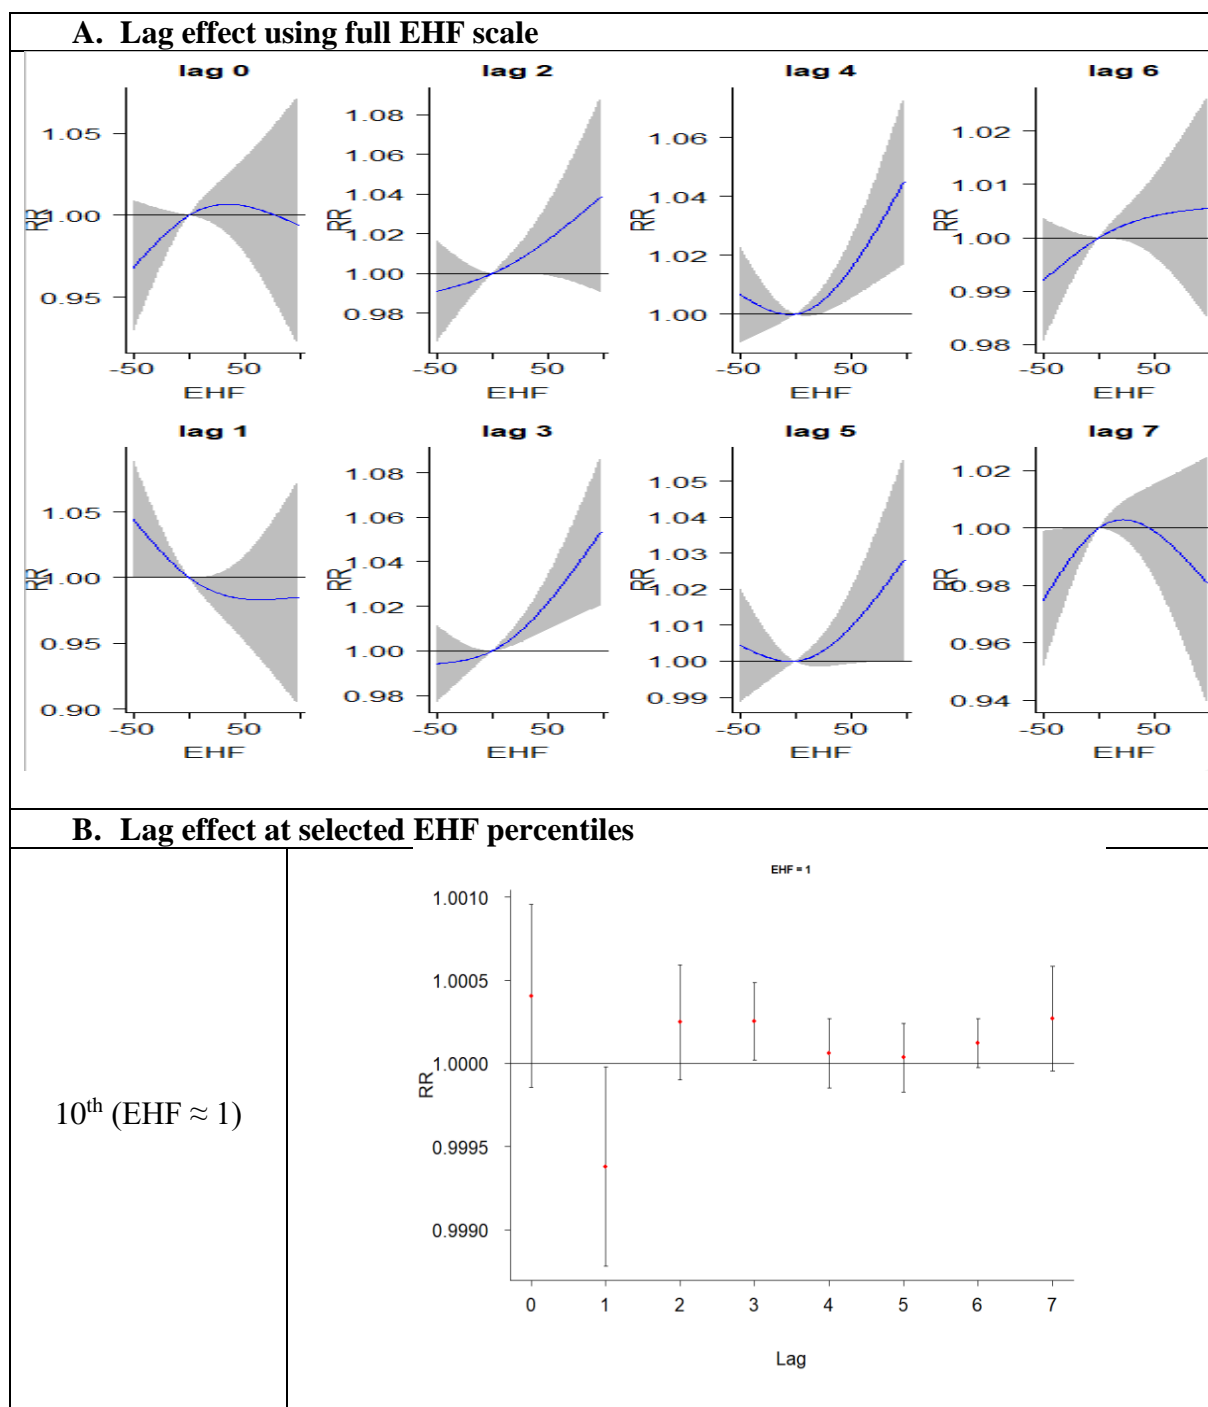 A. Lag effect using full EHF scale
lag 0
lag 2
lag 4
lag 6
1.05
1.00
0.95
RR
-50
50
EHF
1.08
1.06
1.04
1.02
1.00
0.98
RR
-50
50
EHF
1.06
1.04
1.02
1.00
RR
-50
50
EHF
1.02
1.01
1.00
0.99
0.98
RR
-50
50
EHF
lag 1
lag 3
lag 5
lag 7
1.05
1.00
0.95
0.90
RR
-50
50
EHF
1.08
1.06
1.04
1.02
1.00
0.98
RR
-50
50
EHF
1.05
1.04
1.03
1.02
1.01
1.00
0.99
RR
-50
50
EHF
1.02
1.00
0.98
0.96
0.94
RR
-50
50
EHF
B. Lag effect at selected EHF percentiles
10th (EHF ≈ 1)
EHF = 1
1.0010
1.0005
1.0000
0.9995
0.9990
RR
0 1 2 3 4 5 6 7
Lag